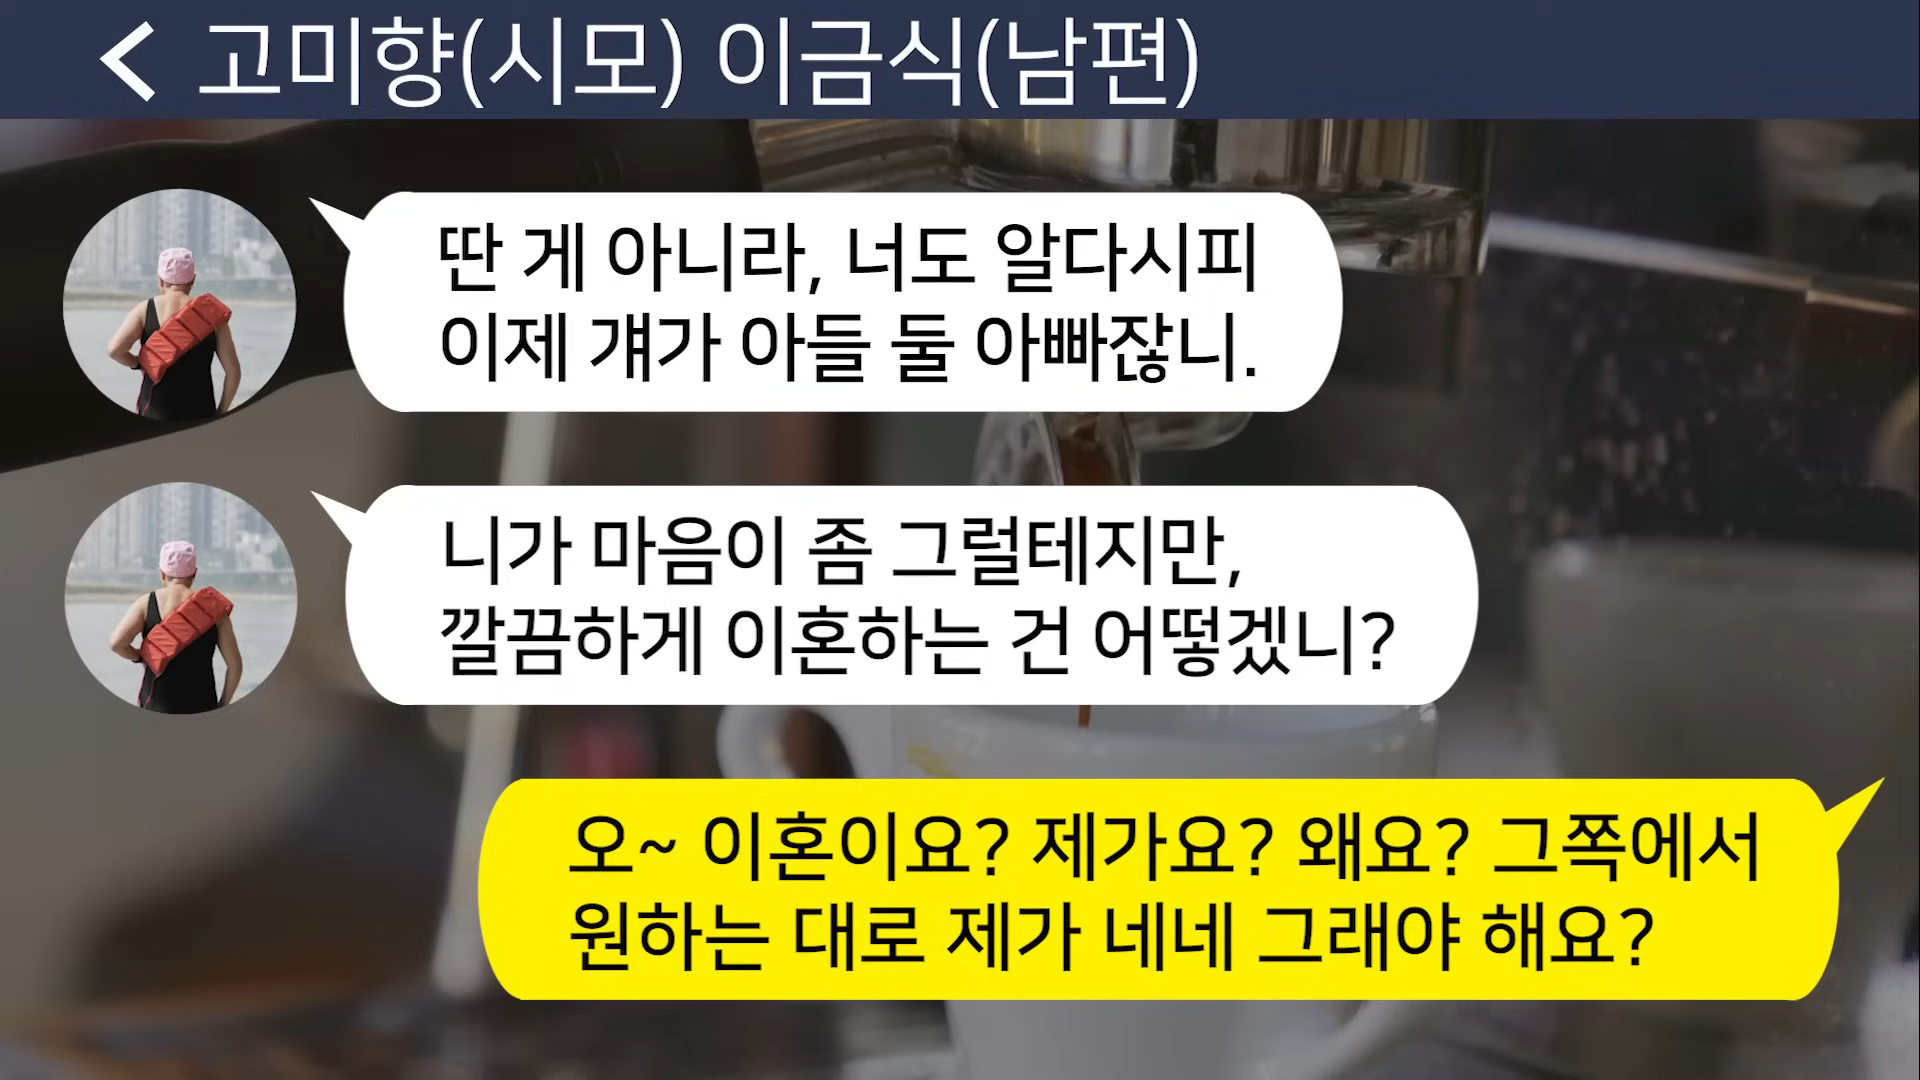 고미향(시모) 이금식(남편)
딴 게 아니라, 너도 알다시피
이제 걔가 아들 둘 아빠잖니.
니가 마음이 좀 그럴테지만,
깔끔하게 이혼하는 건 어떻겠니?
오~ 이혼이요? 제가요? 왜요? 그쪽에서
원하는 대로 제가 네네 그래야 해요?